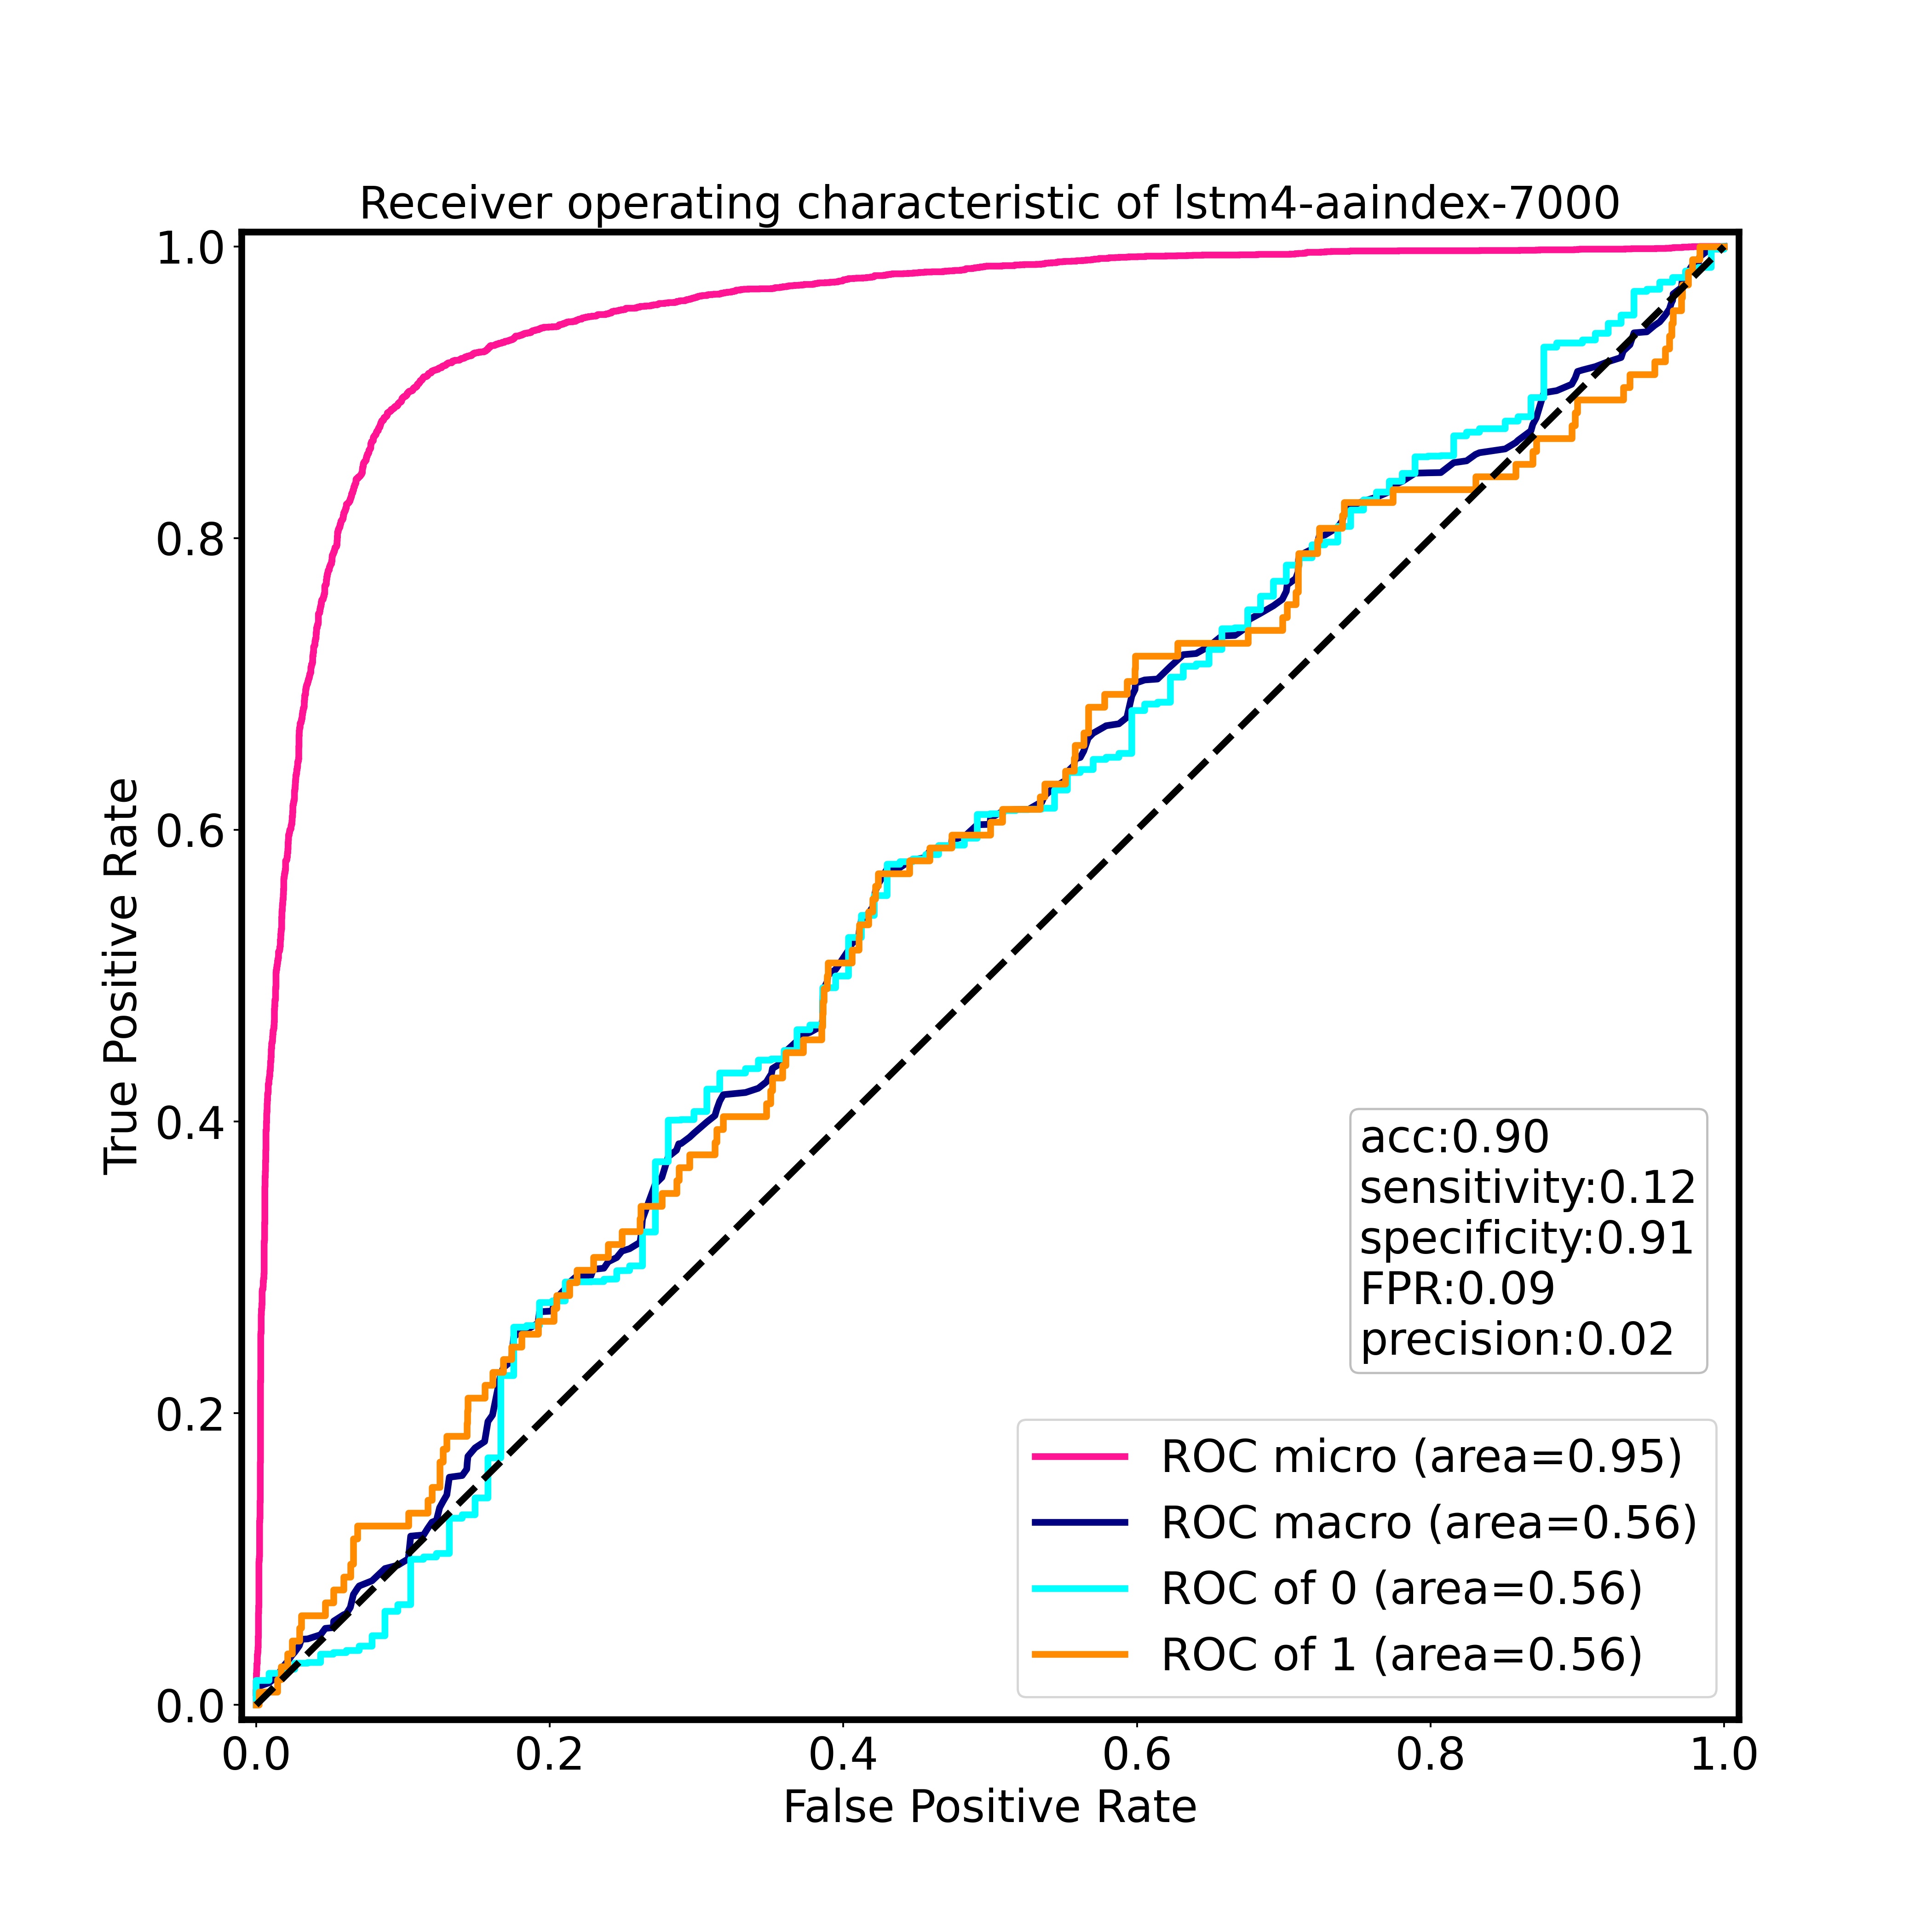 Receiver operating characteristic of lstm4-aaindex-7000
1.0
0.8
0.6
0.4
0.2
0.0
True Positive Rate
acc:0.90
sensitivity:0.12
specificity:0.91
FPR:0.09
precision:0.02
ROC micro (area=0.95)
ROC macro (area=0.56)
ROC of 0 (area=0.56)
ROC of 1 (area=0.56)
0.0 0.2 0.4 0.6 0.8 1.0
False Positive Rate